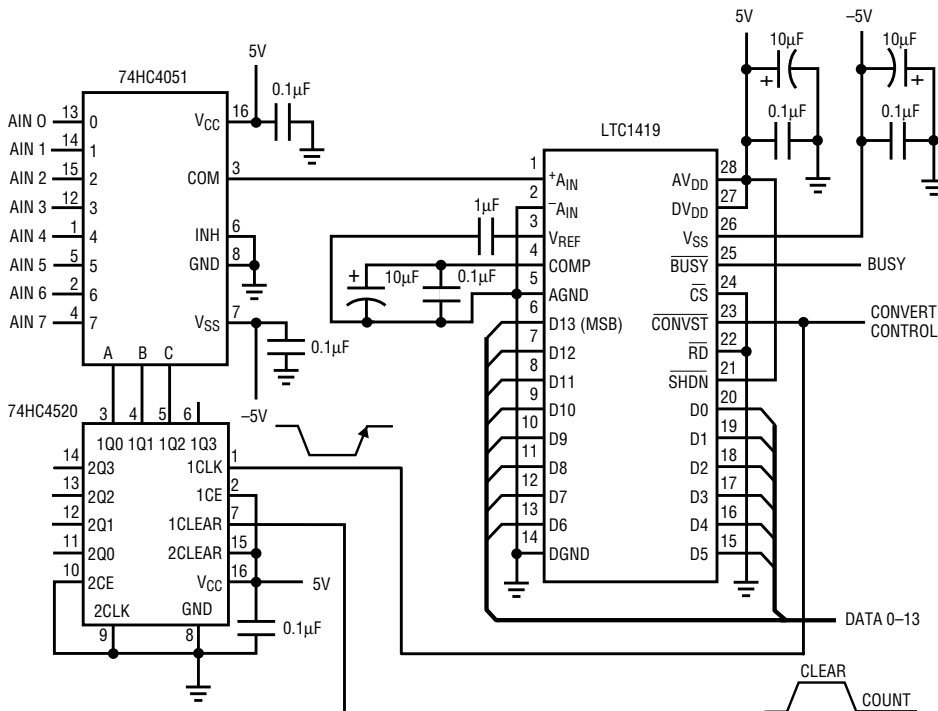 5V
74HC4051
0.1µF
16
VCC
AIN 0 13 0
AIN 1 14 1
AIN 2 15 2
AIN 3 12 3
AIN 4 1 4
AIN 5 5 5
AIN 6 2 6
AIN 7 4 7
COM 3
INH 6
GND 8
VSS 7
0.1µF
–5V
A B C
74HC4520
3 4 5 6
1Q0 1Q1 1Q2 1Q3
14 2Q3
13 2Q2
12 2Q1
11 2Q0
10 2CE
1CLK 1
1CE 2
1CLEAR 7
2CLEAR 15
VCC 16
5V
2CLK GND
9 8
0.1µF
5V
10µF
+
0.1µF
–5V
10µF
+
0.1µF
LTC1419
1 +AIN
2 –AIN
3 VREF
4 COMP
5 AGND
6 D13 (MSB)
7 D12
8 D11
9 D10
10 D9
11 D8
12 D7
13 D6
14 DGND
1µF
+
10µF
0.1µF
AVDD 28
DVDD 27
VSS 26
BUSY 25
CS 24
CONVST 23
RD 22
SHDN 21
D0 20
D1 19
D2 18
D3 17
D4 16
D5 15
BUSY
CONVERT
CONTROL
DATA 0–13
CLEAR
COUNT